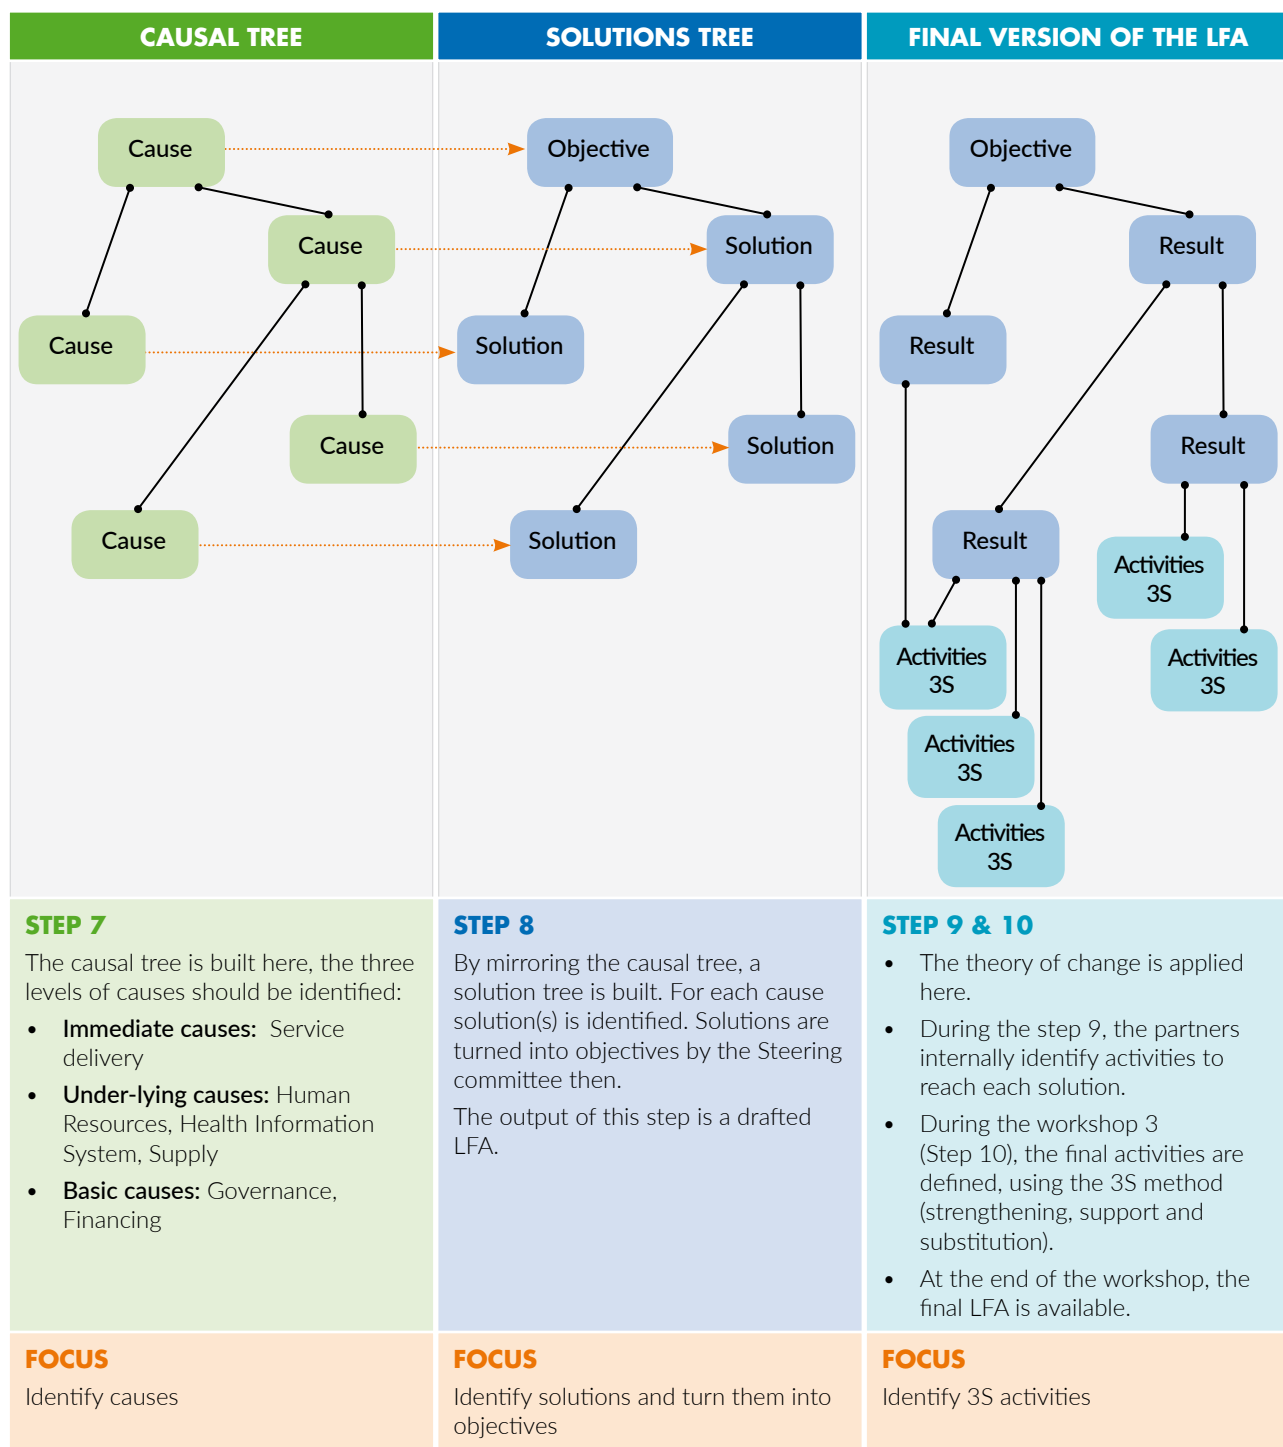 CAUSAL TREE
Cause
Cause
Cause
Cause
Cause
SOLUTIONS TREE
Objective
Solution
Solution
Solution
Solution
FINAL VERSION OF THE LFA
Objective
Result
Result
Result
Result
Activities
3S
Activities
3S
Activities
3S
Activities
3S
Activities
3S
STEP 7
The causal tree is built here, the three
levels of causes should be identified:
• Immediate causes: Service
delivery
• Under-lying causes: Human
Resources, Health Information
System, Supply
• Basic causes: Governance,
Financing
STEP 8
By mirroring the causal tree, a
solution tree is built. For each cause
solution(s) is identified. Solutions are
turned into objectives by the Steering
committee then.
The output of this step is a drafted
LFA.
STEP 9 & 10
• The theory of change is applied
here.
• During the step 9, the partners
internally identify activities to
reach each solution.
• During the workshop 3
(Step 10), the final activities are
defined, using the 3S method
(strengthening, support and
substitution).
• At the end of the workshop, the
final LFA is available.
FOCUS
Identify causes
FOCUS
Identify solutions and turn them into
objectives
FOCUS
Identify 3S activities